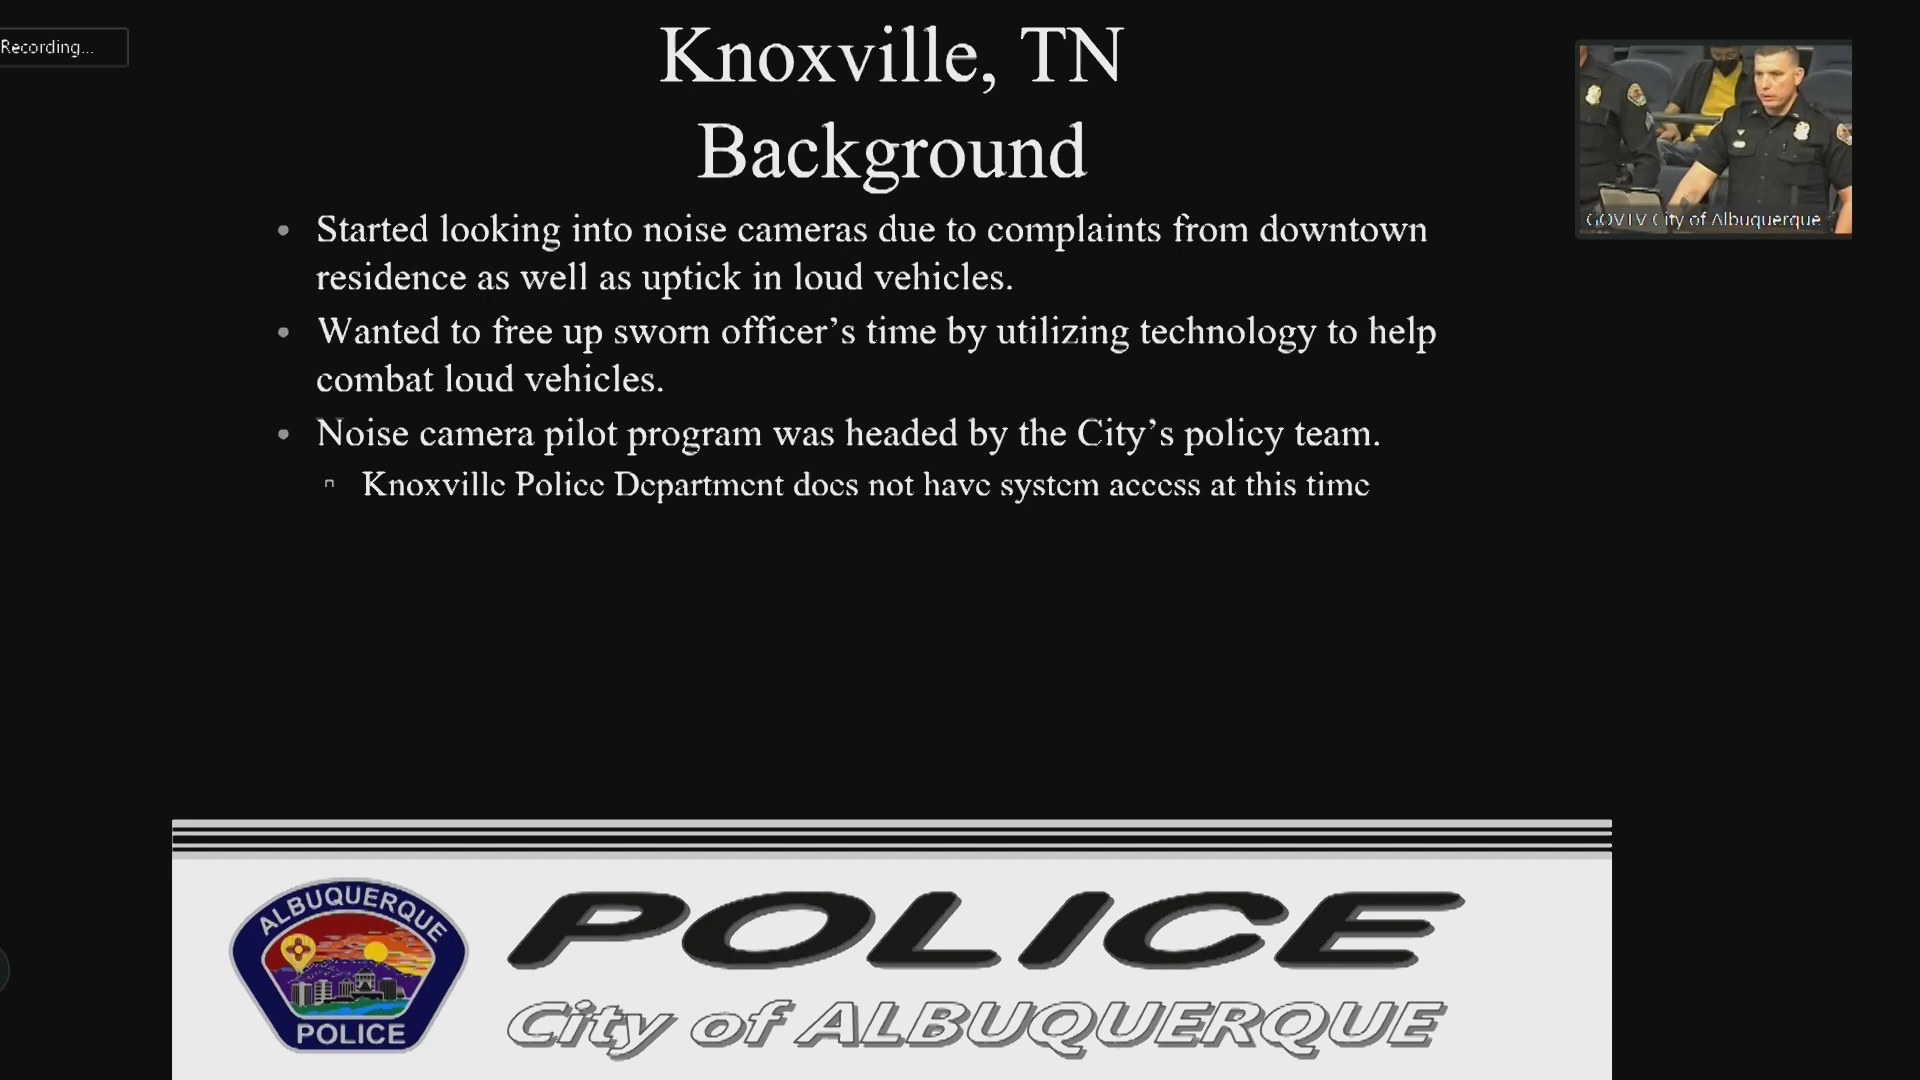 Recording...
Knoxville, TN
Background
• Started looking into noise cameras due to complaints from downtown
residence as well as uptick in loud vehicles.
• Wanted to free up sworn officer’s time by utilizing technology to help
combat loud vehicles.
• Noise camera pilot program was headed by the City’s policy team.
▫ Knoxville Police Department does not have system access at this time
GOVTV City of Albuquerque
ALBUQUERQUE
POLICE
POLICE
City of ALBUQUERQUE